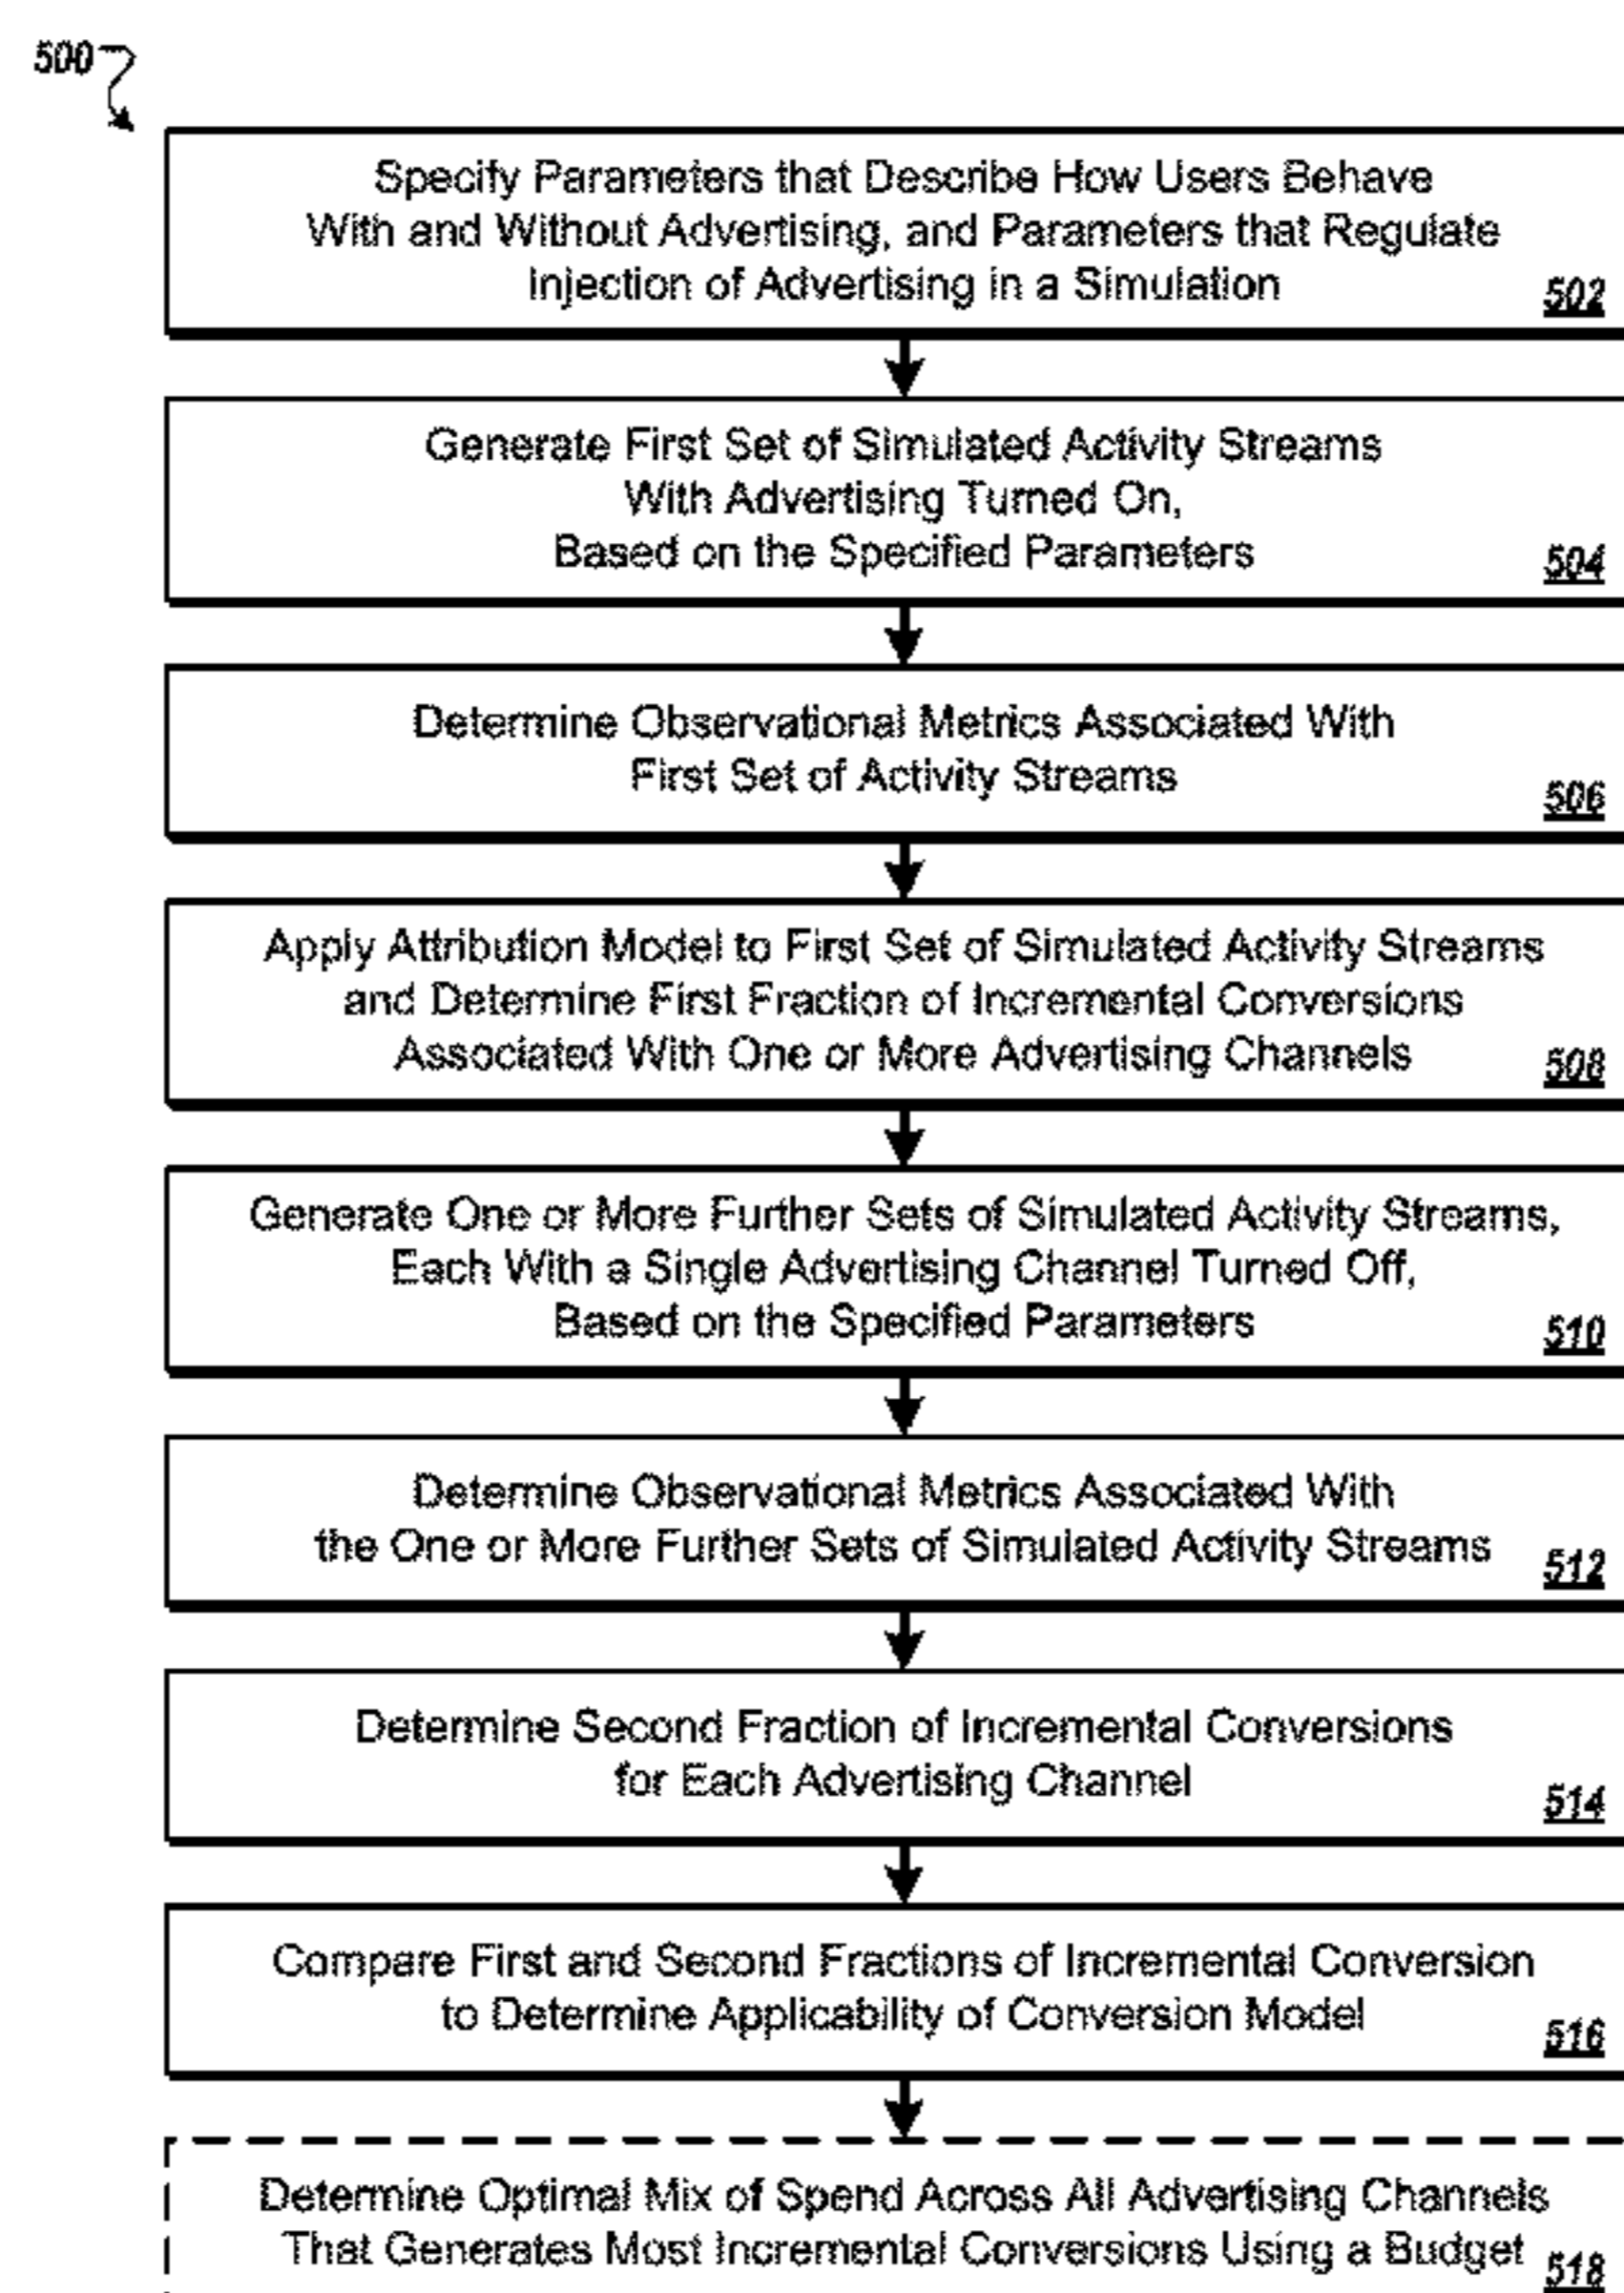 500
Specify Parameters that Describe How Users Behave
With and Without Advertising, and Parameters that Regulate
Injection of Advertising in a Simulation
502
Generate First Set of Simulated Activity Streams
With Advertising Turned On,
Based on the Specified Parameters
504
Determine Observational Metrics Associated With
First Set of Activity Streams
506
Apply Attribution Model to First Set of Simulated Activity Streams
and Determine First Fraction of Incremental Conversions
Associated With One or More Advertising Channels
508
Generate One or More Further Sets of Simulated Activity Streams,
Each With a Single Advertising Channel Turned Off,
Based on the Specified Parameters
510
Determine Observational Metrics Associated With
the One or More Further Sets of Simulated Activity Streams
512
Determine Second Fraction of Incremental Conversions
for Each Advertising Channel
514
Compare First and Second Fractions of Incremental Conversion
to Determine Applicability of Conversion Model
516
Determine Optimal Mix of Spend Across All Advertising Channels
That Generates Most Incremental Conversions Using a Budget
518